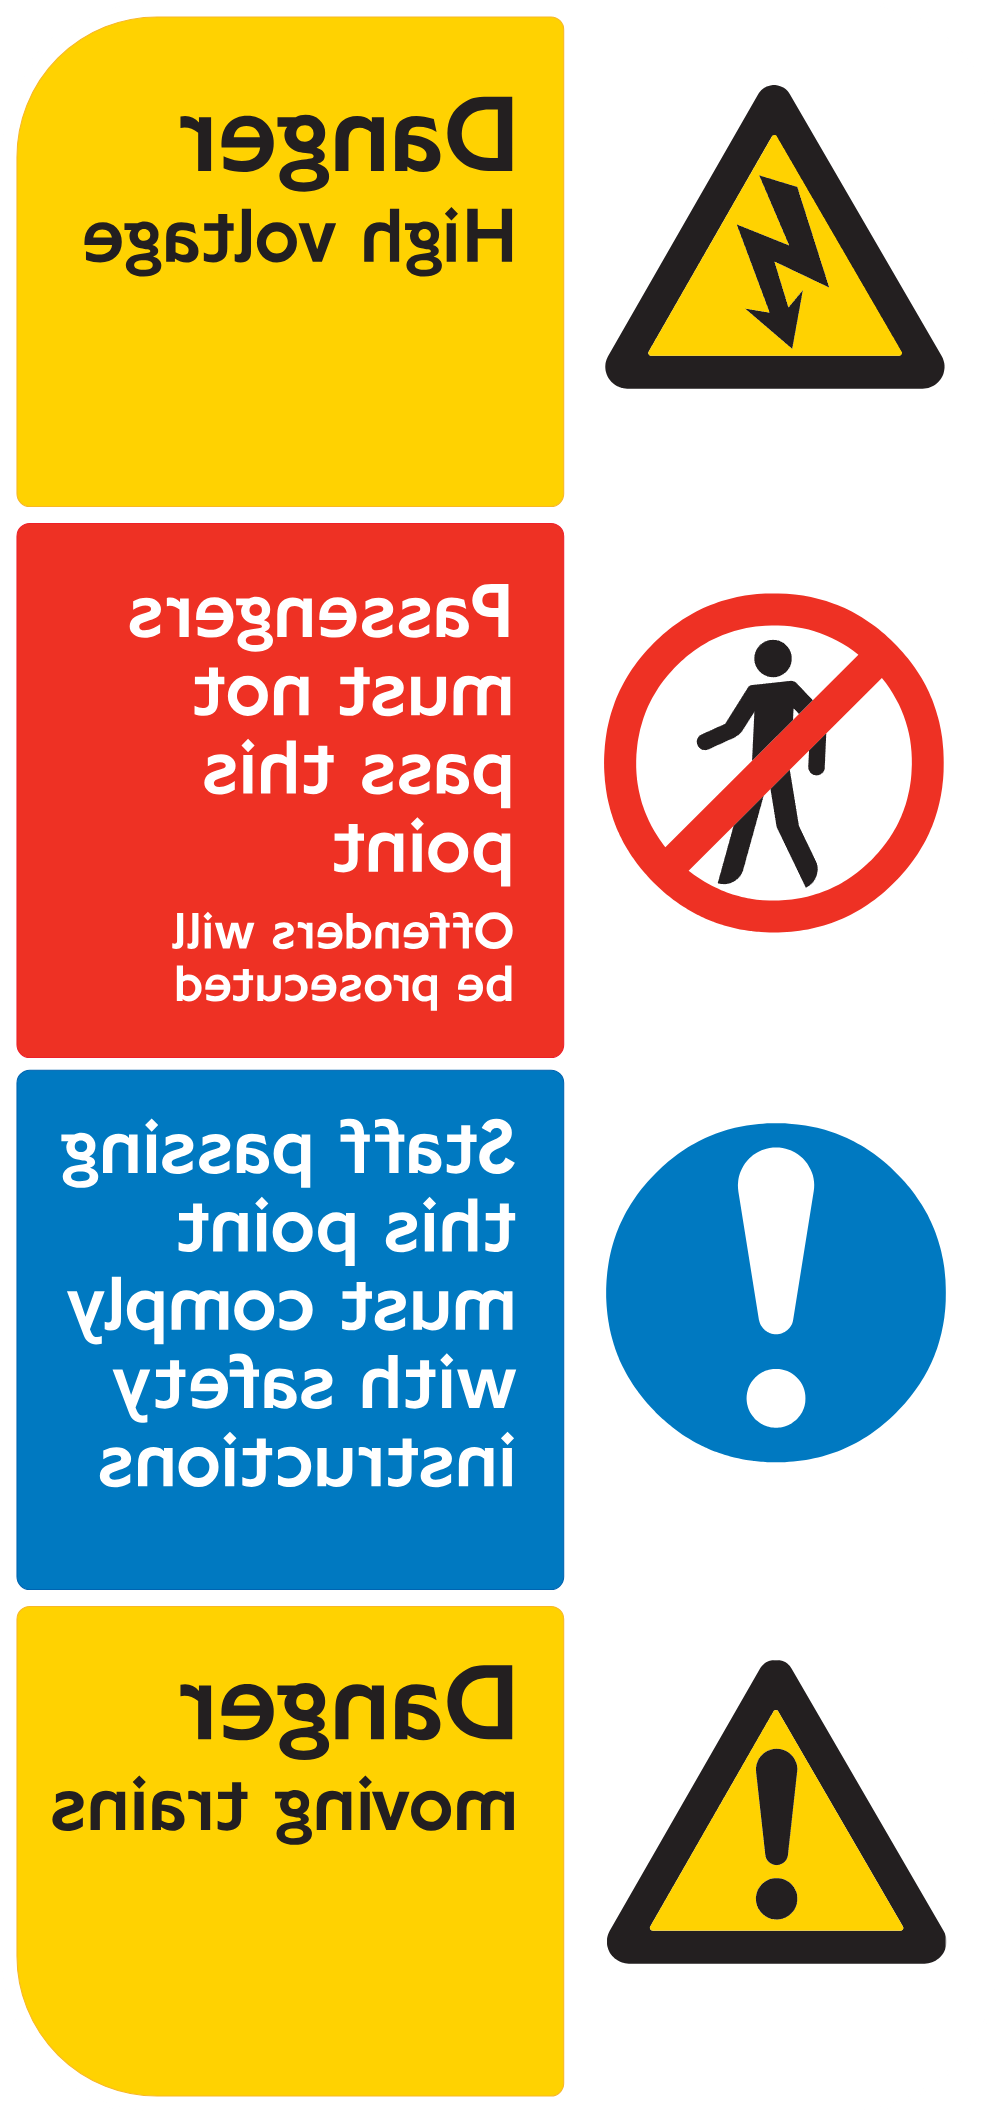 Danger
High voltage
Passengers
must not
pass this
point
Offenders will
be prosecuted
Staff passing
this point
must comply
with safety
instructions
Danger
moving trains